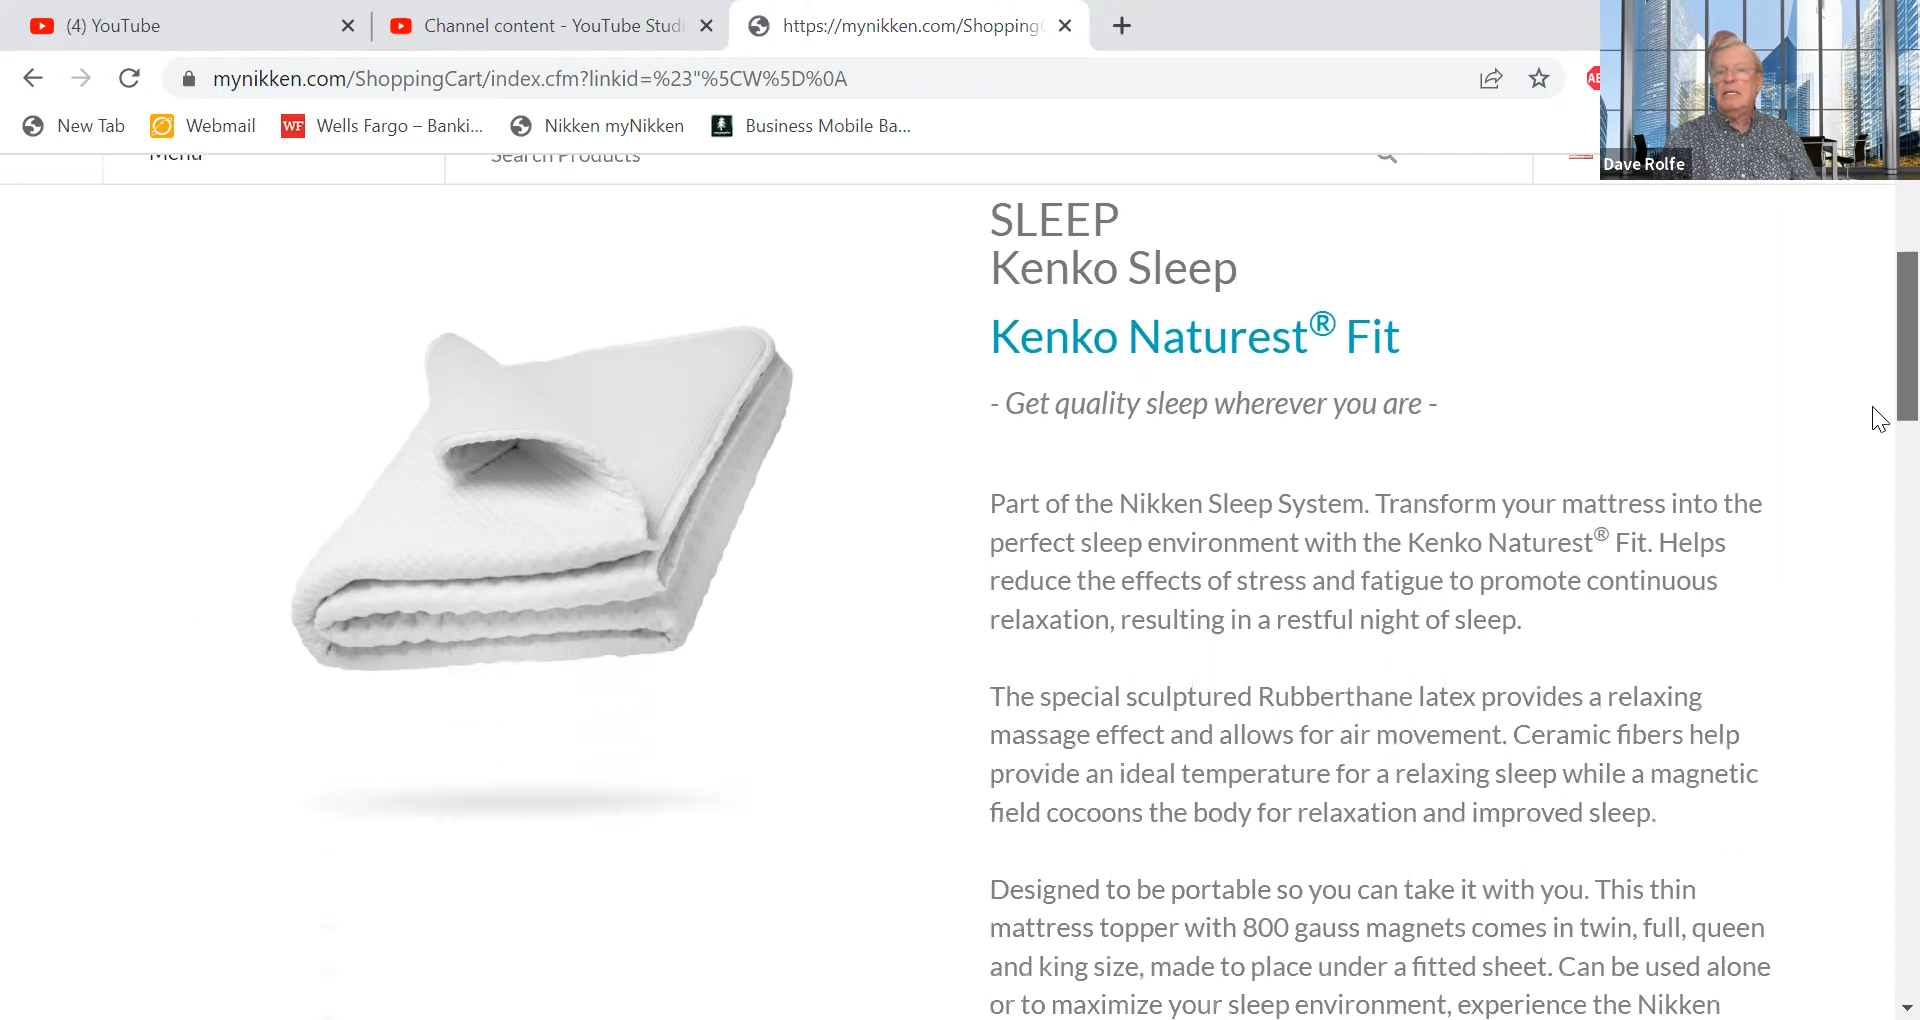 (4) YouTube
Channel content - YouTube Studi
https://mynikken.com/Shopping
mynikken.com/ShoppingCart/index.cfm?linkid=%23"%5CW%5D%0A
New Tab
Webmail
WF Wells Fargo – Banki...
Nikken myNikken
Business Mobile Ba...
Dave Rolfe
Menu
Search Products
SLEEP
Kenko Sleep
Kenko Naturest® Fit
- Get quality sleep wherever you are -
Part of the Nikken Sleep System. Transform your mattress into the
perfect sleep environment with the Kenko Naturest® Fit. Helps
reduce the effects of stress and fatigue to promote continuous
relaxation, resulting in a restful night of sleep.
The special sculptured Rubberthane latex provides a relaxing
massage effect and allows for air movement. Ceramic fibers help
provide an ideal temperature for a relaxing sleep while a magnetic
field cocoons the body for relaxation and improved sleep.
Designed to be portable so you can take it with you. This thin
mattress topper with 800 gauss magnets comes in twin, full, queen
and king size, made to place under a fitted sheet. Can be used alone
or to maximize your sleep environment, experience the Nikken